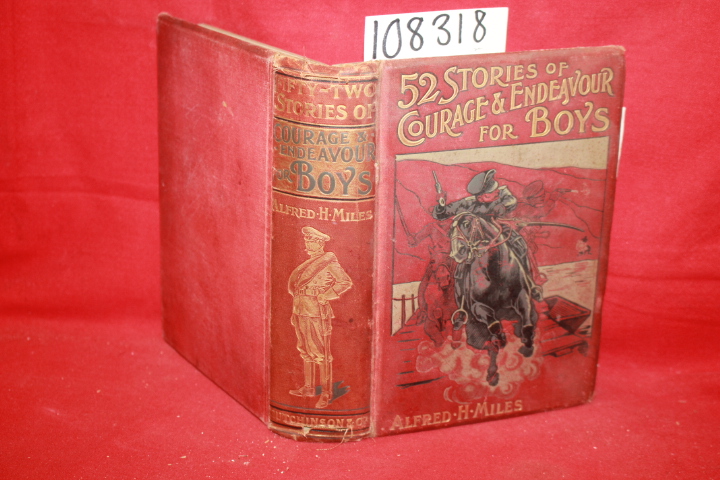 108318
FIFTY-TWO
STORIES OF
COURAGE &
ENDEAVOUR
FOR BOYS
ALFRED·H·MILES
HUTCHINSON & Co
52 STORIES OF
COURAGE & ENDEAVOUR
FOR BOYS
ALFRED·H·MILES